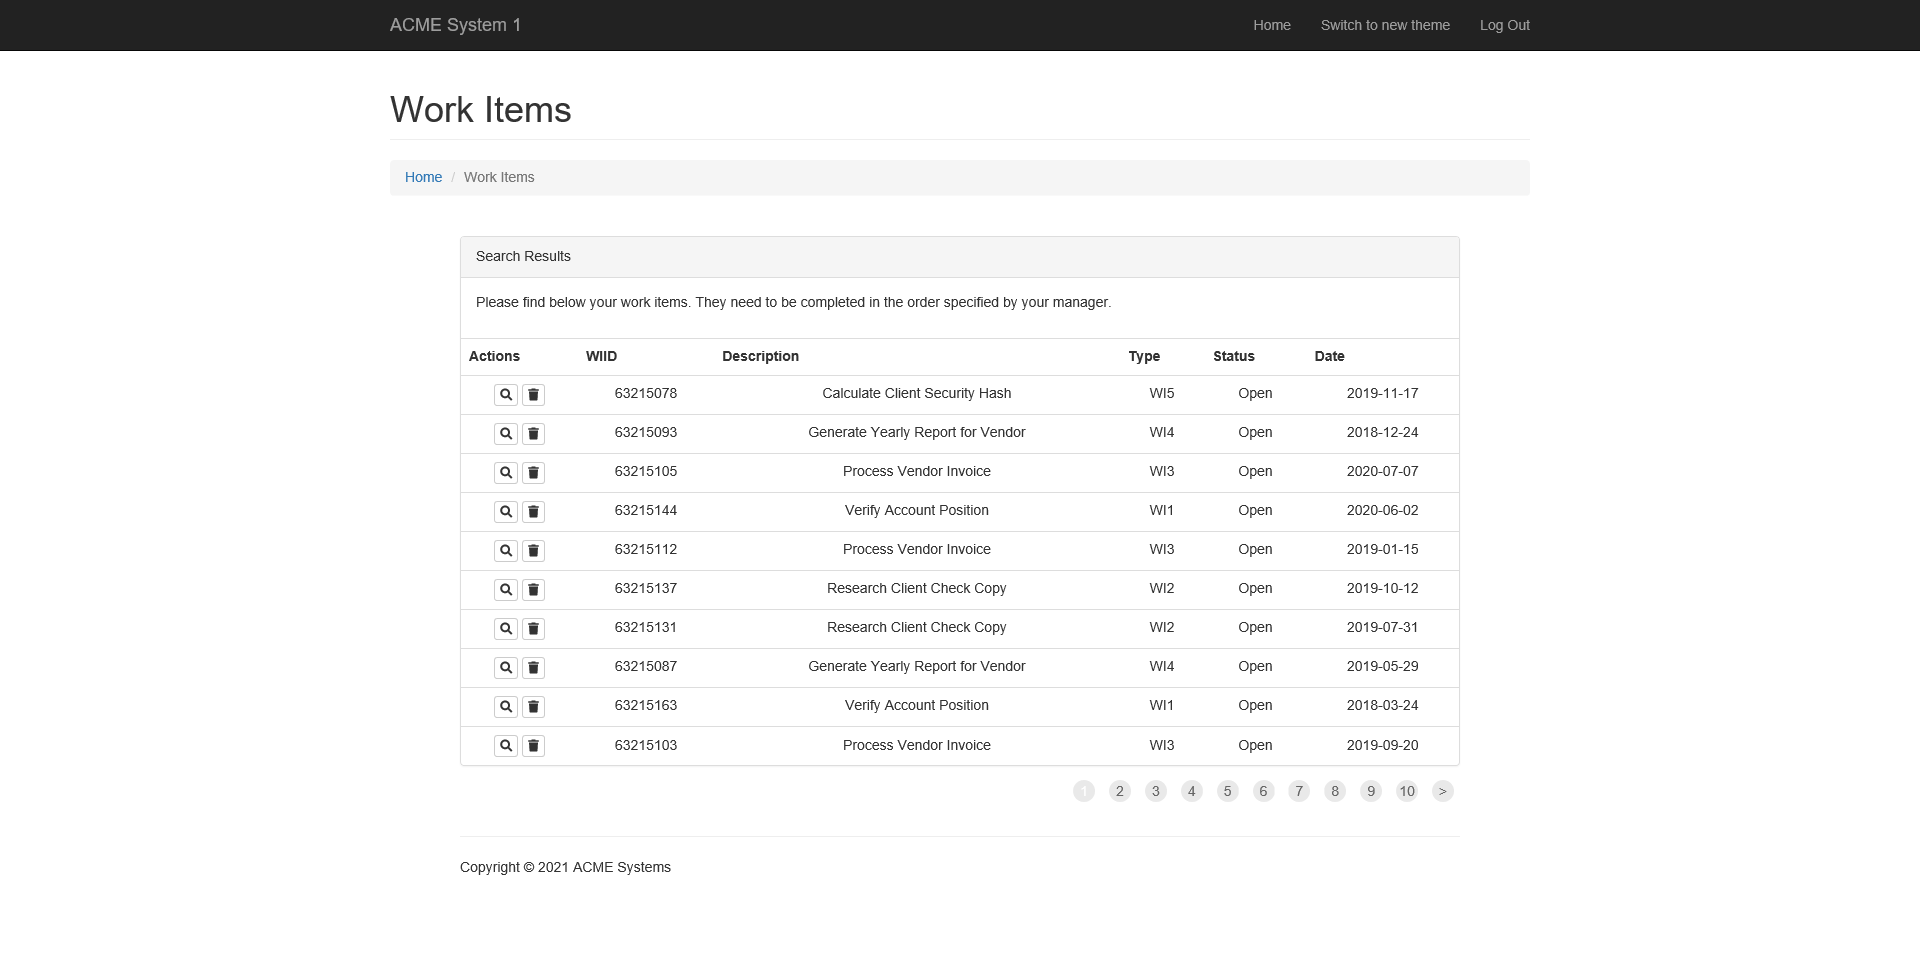 ACME System 1 Home Switch to new theme Log Out
Work Items
Home / Work Items
Search Results
Please find below your work items. They need to be completed in the order specified by your manager.
Actions WIID Description Type Status Date
63215078 Calculate Client Security Hash WI5 Open 2019-11-17
63215093 Generate Yearly Report for Vendor WI4 Open 2018-12-24
63215105 Process Vendor Invoice WI3 Open 2020-07-07
63215144 Verify Account Position WI1 Open 2020-06-02
63215112 Process Vendor Invoice WI3 Open 2019-01-15
63215137 Research Client Check Copy WI2 Open 2019-10-12
63215131 Research Client Check Copy WI2 Open 2019-07-31
63215087 Generate Yearly Report for Vendor WI4 Open 2019-05-29
63215163 Verify Account Position WI1 Open 2018-03-24
63215103 Process Vendor Invoice WI3 Open 2019-09-20
1 2 3 4 5 6 7 8 9 10 >
Copyright © 2021 ACME Systems